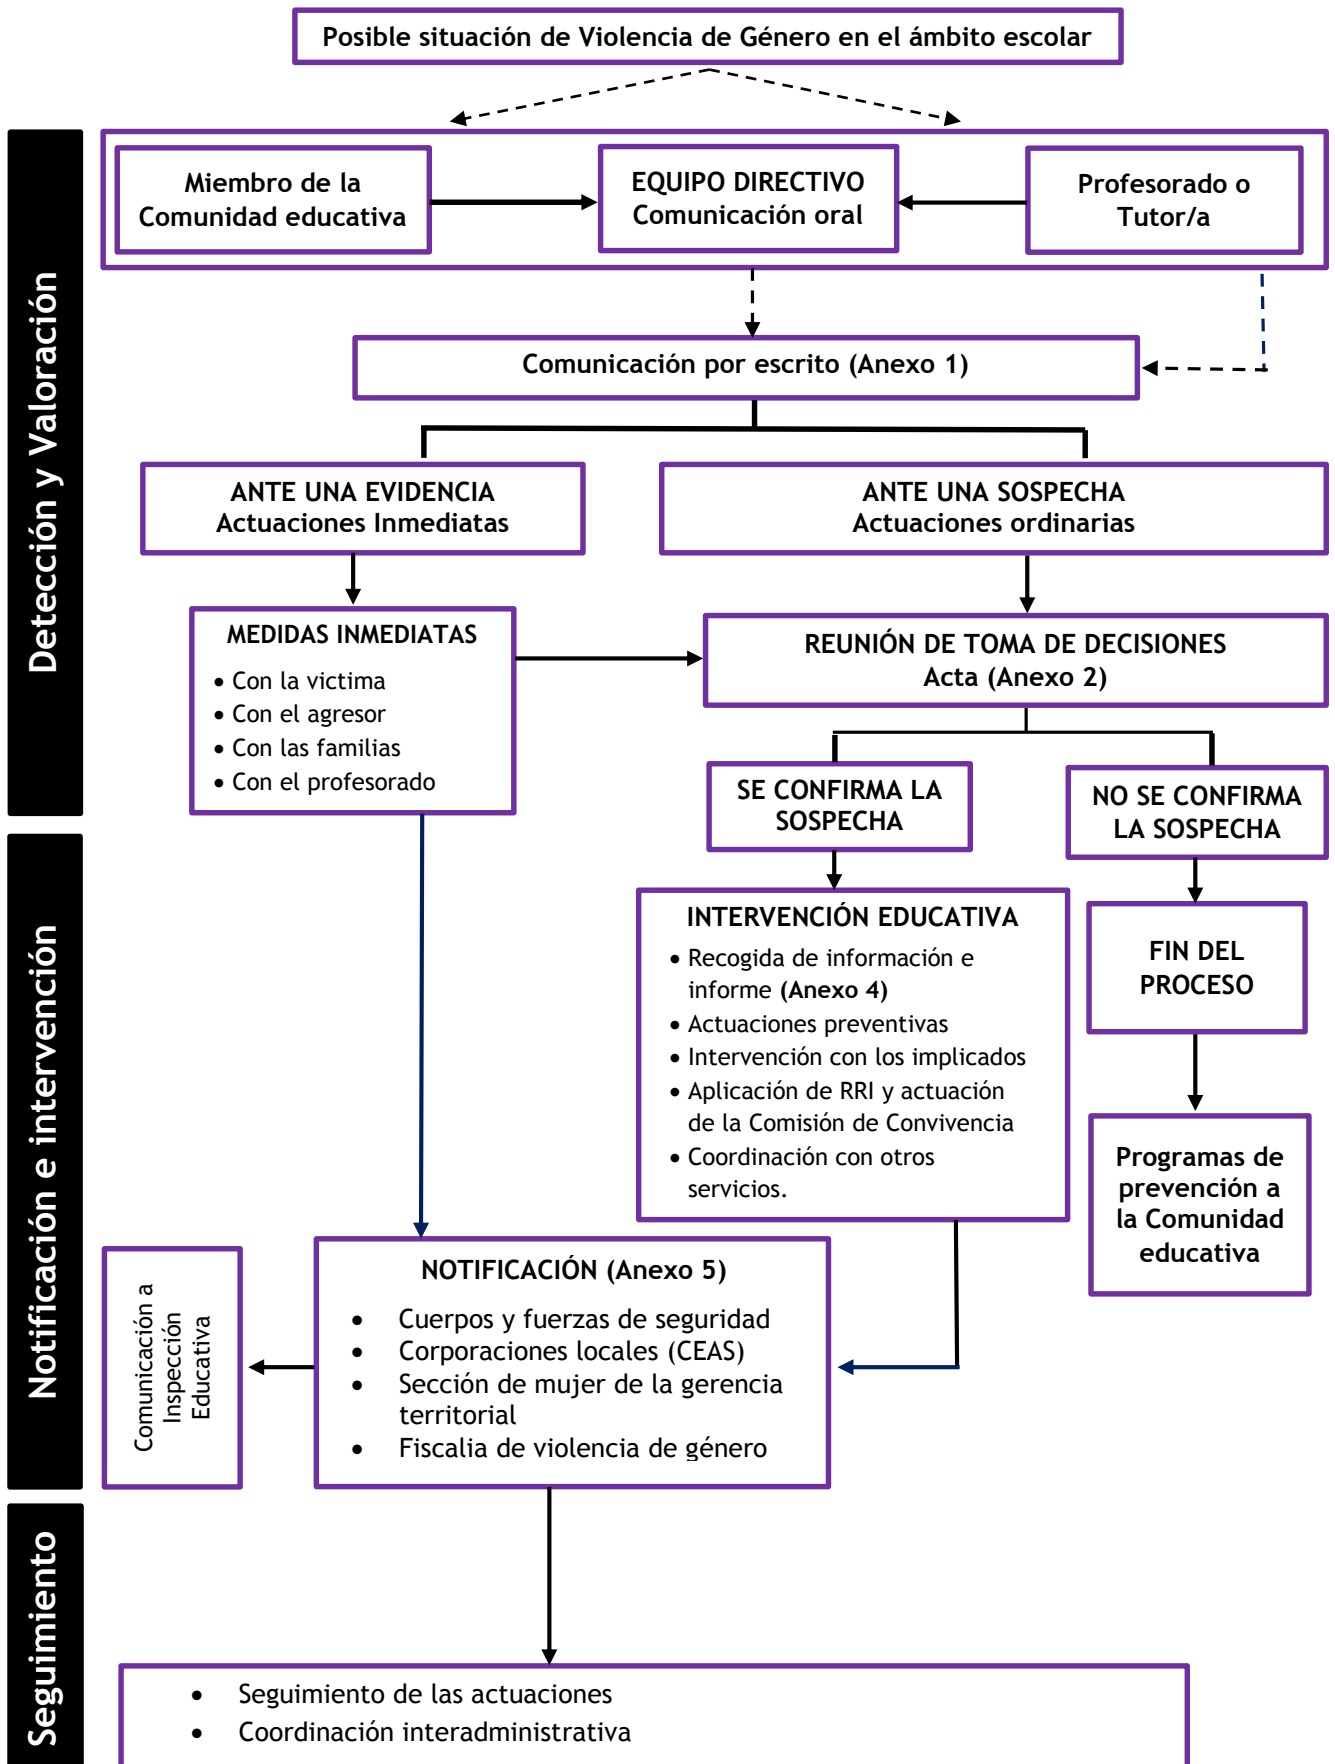 Posible situación de Violencia de Género en el ámbito escolar
Detección y Valoración
Miembro de la
Comunidad educativa
EQUIPO DIRECTIVO
Comunicación oral
Profesorado o
Tutor/a
Comunicación por escrito (Anexo 1)
ANTE UNA EVIDENCIA
Actuaciones Inmediatas
ANTE UNA SOSPECHA
Actuaciones ordinarias
MEDIDAS INMEDIATAS
• Con la victima
• Con el agresor
• Con las familias
• Con el profesorado
REUNIÓN DE TOMA DE DECISIONES
Acta (Anexo 2)
SE CONFIRMA LA
SOSPECHA
NO SE CONFIRMA
LA SOSPECHA
Notificación e intervención
INTERVENCIÓN EDUCATIVA
• Recogida de información e
informe (Anexo 4)
• Actuaciones preventivas
• Intervención con los implicados
• Aplicación de RRI y actuación
de la Comisión de Convivencia
• Coordinación con otros
servicios.
FIN DEL
PROCESO
Programas de
prevención a
la Comunidad
educativa
Comunicación a
Inspección
Educativa
NOTIFICACIÓN (Anexo 5)
• Cuerpos y fuerzas de seguridad
• Corporaciones locales (CEAS)
• Sección de mujer de la gerencia
territorial
• Fiscalia de violencia de género
Seguimiento
• Seguimiento de las actuaciones
• Coordinación interadministrativa